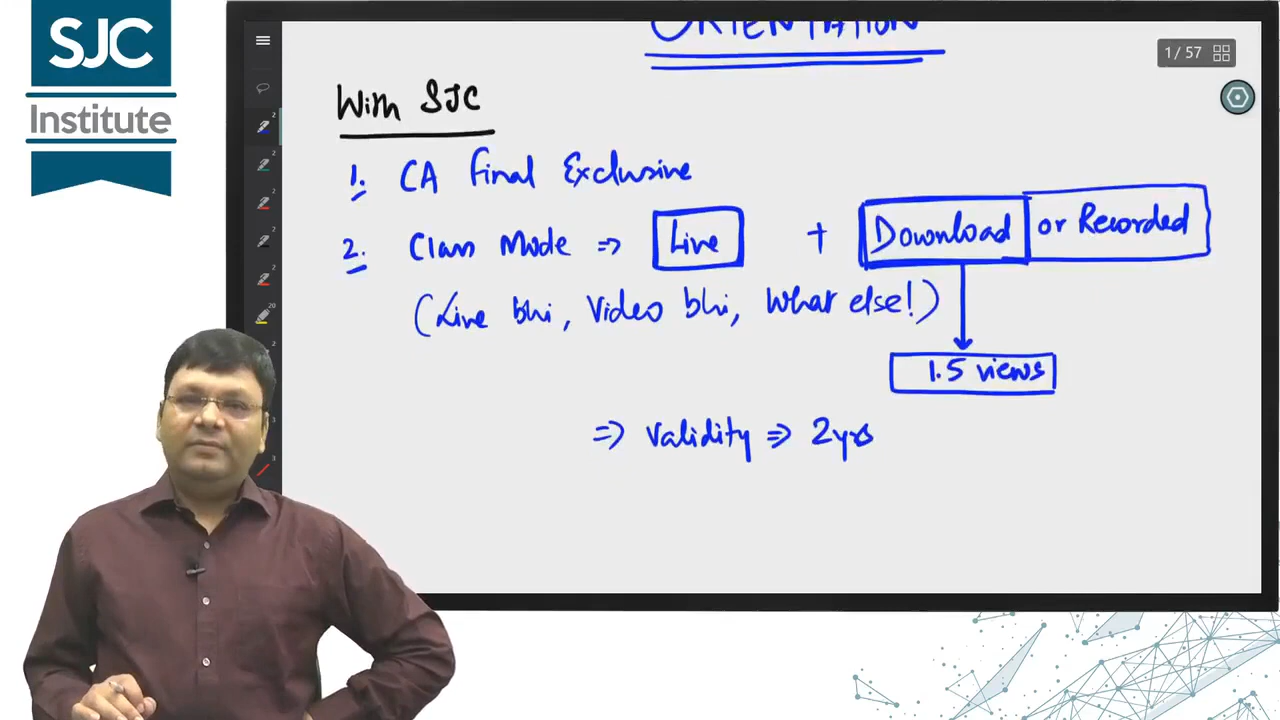 SJC
Institute
ORIENTATION
1 / 57
With SJC
1. CA Final Exclusive
2. Class Mode ⇒ Live + Download or Recorded
(Live bhi, Video bhi, What else!)
1.5 views
⇒ Validity ⇒ 2yrs